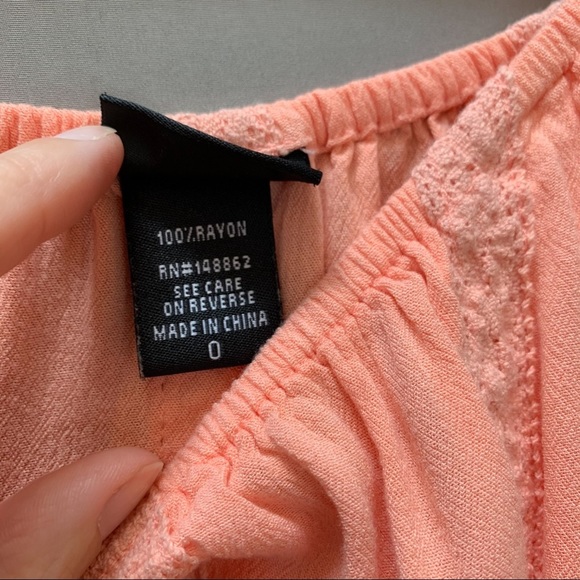 100%RAYON
RN#148862
SEE CARE
ON REVERSE
MADE IN CHINA
0